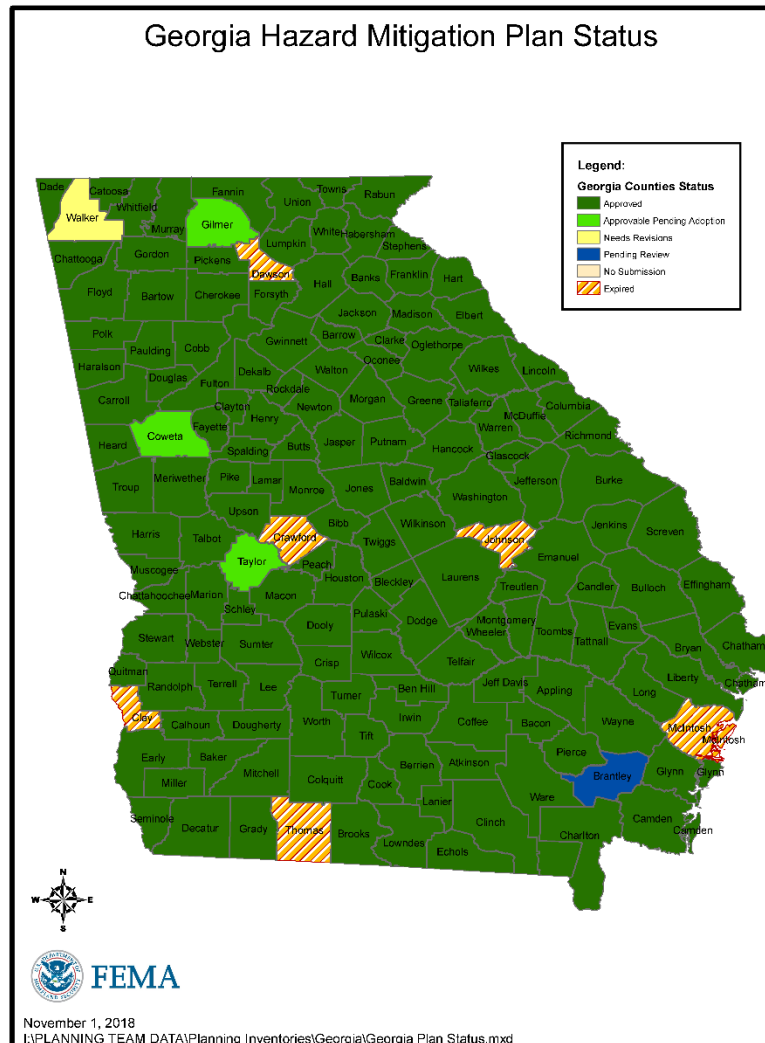 Georgia Hazard Mitigation Plan Status
Legend:
Georgia Counties Status
Approved
Approvable Pending Adoption
Needs Revisions
Pending Review
No Submission
Expired
Dade
Catoosa
Fannin
Towns
Rabun
Union
Whitfield
Walker
Murray
Gilmer
White
Habersham
Lumpkin
Stephens
Chattooga
Gordon
Pickens
Dawson
Hall
Banks
Franklin
Hart
Floyd
Bartow
Cherokee
Forsyth
Jackson
Madison
Elbert
Polk
Paulding
Cobb
Gwinnett
Barrow
Clarke
Oglethorpe
Oconee
Haralson
Douglas
Fulton
Dekalb
Walton
Wilkes
Lincoln
Rockdale
Carroll
Clayton
Newton
Morgan
Greene
Taliaferro
Columbia
McDuffie
Coweta
Fayette
Henry
Warren
Richmond
Heard
Spalding
Butts
Jasper
Putnam
Hancock
Glascock
Troup
Meriwether
Pike
Lamar
Monroe
Jones
Baldwin
Jefferson
Burke
Washington
Upson
Bibb
Wilkinson
Jenkins
Screven
Harris
Talbot
Crawford
Twiggs
Johnson
Emanuel
Muscogee
Taylor
Peach
Houston
Bleckley
Laurens
Treutlen
Candler
Bulloch
Effingham
Chattahoochee
Marion
Macon
Schley
Pulaski
Dodge
Montgomery
Wheeler
Toombs
Tattnall
Evans
Bryan
Chatham
Stewart
Webster
Sumter
Dooly
Crisp
Wilcox
Telfair
Quitman
Randolph
Terrell
Lee
Turner
Ben Hill
Jeff Davis
Appling
Long
Liberty
Chatham
Clay
Calhoun
Dougherty
Worth
Tift
Irwin
Coffee
Bacon
Wayne
McIntosh
McIntosh
Early
Baker
Mitchell
Berrien
Atkinson
Pierce
Brantley
Glynn
Glynn
Miller
Colquitt
Cook
Lanier
Ware
Seminole
Decatur
Grady
Thomas
Brooks
Lowndes
Clinch
Echols
Charlton
Camden
Camden
N
W
E
S
FEMA
November 1, 2018
I:\PLANNING TEAM DATA\Planning Inventories\Georgia\Georgia Plan Status.mxd